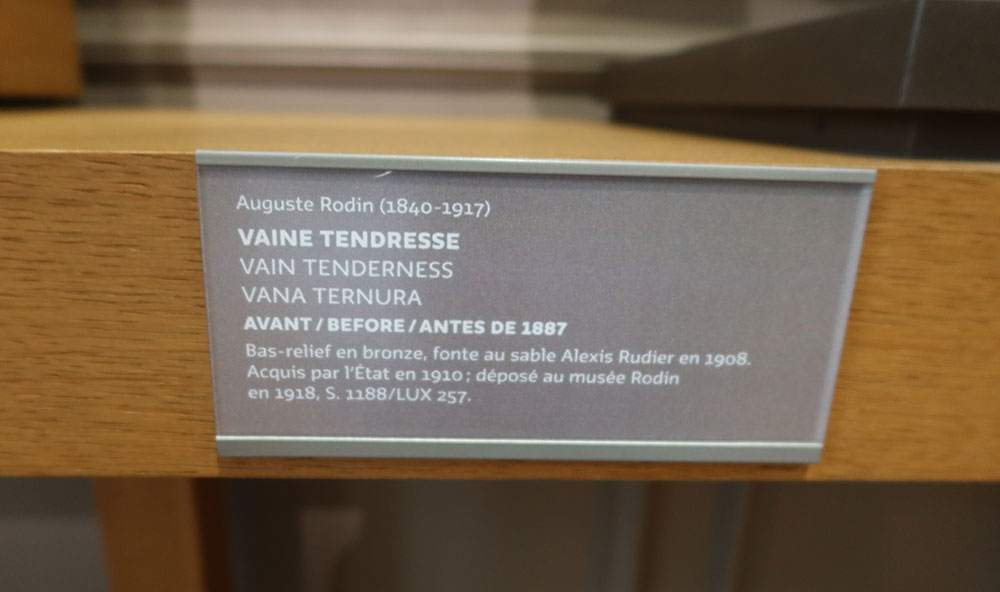 Auguste Rodin (1840-1917)
VAINE TENDRESSE
VAIN TENDERNESS
VANA TERNURA
AVANT / BEFORE / ANTES DE 1887
Bas-relief en bronze, fonte au sable Alexis Rudier en 1908.
Acquis par l'État en 1910 ; déposé au musée Rodin
en 1918, S. 1188/LUX 257.